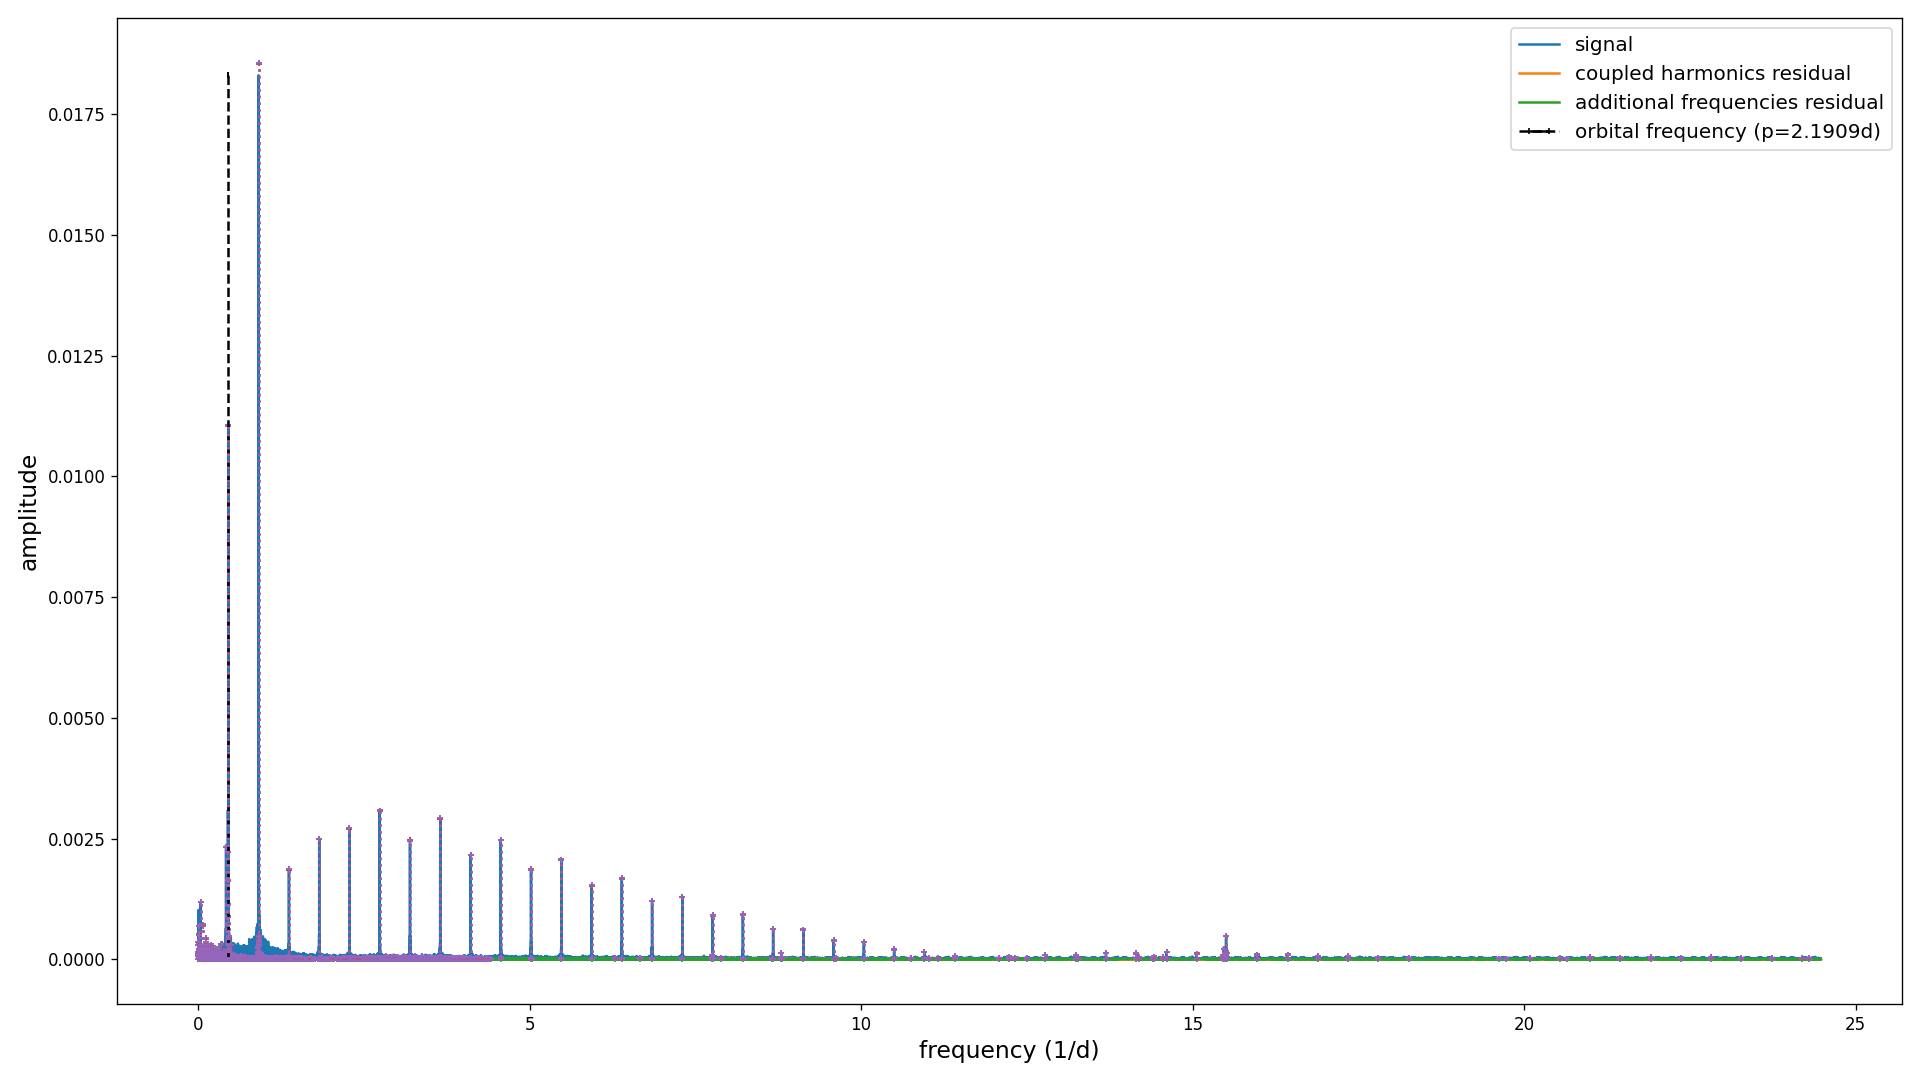 signal
coupled harmonics residual
additional frequencies residual
orbital frequency (p=2.1909d)
amplitude
0.0175
0.0150
0.0125
0.0100
0.0075
0.0050
0.0025
0.0000
0 5 10 15 20 25
frequency (1/d)